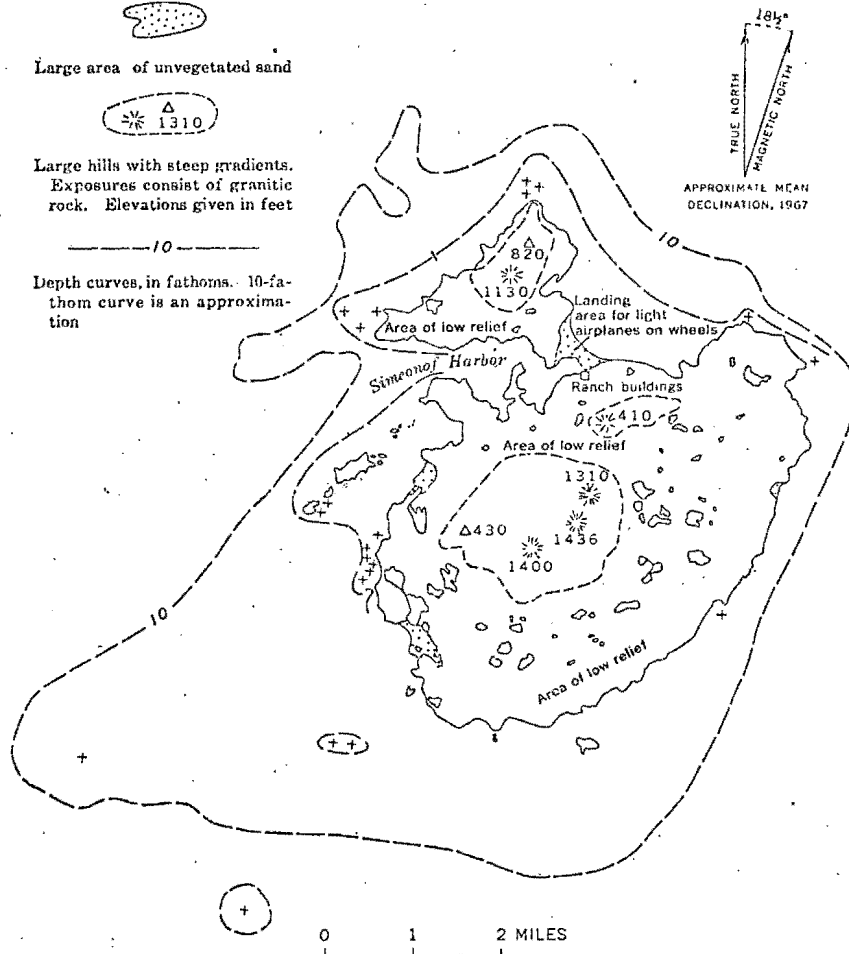 Large area of unvegetated sand
1310
Large hills with steep gradients.
Exposures consist of granitic
rock. Elevations given in feet
10
Depth curves, in fathoms. 10-fa-
thom curve is an approxima-
tion
18½°
TRUE NORTH
MAGNETIC NORTH
APPROXIMATE MEAN
DECLINATION, 1967
10
820
1130
Landing
area for light
airplanes on wheels
Area of low relief
Simeonof Harbor
Ranch buildings
410
Area of low relief
1310
430
1436
1400
10
Area of low relief
0 1 2 MILES